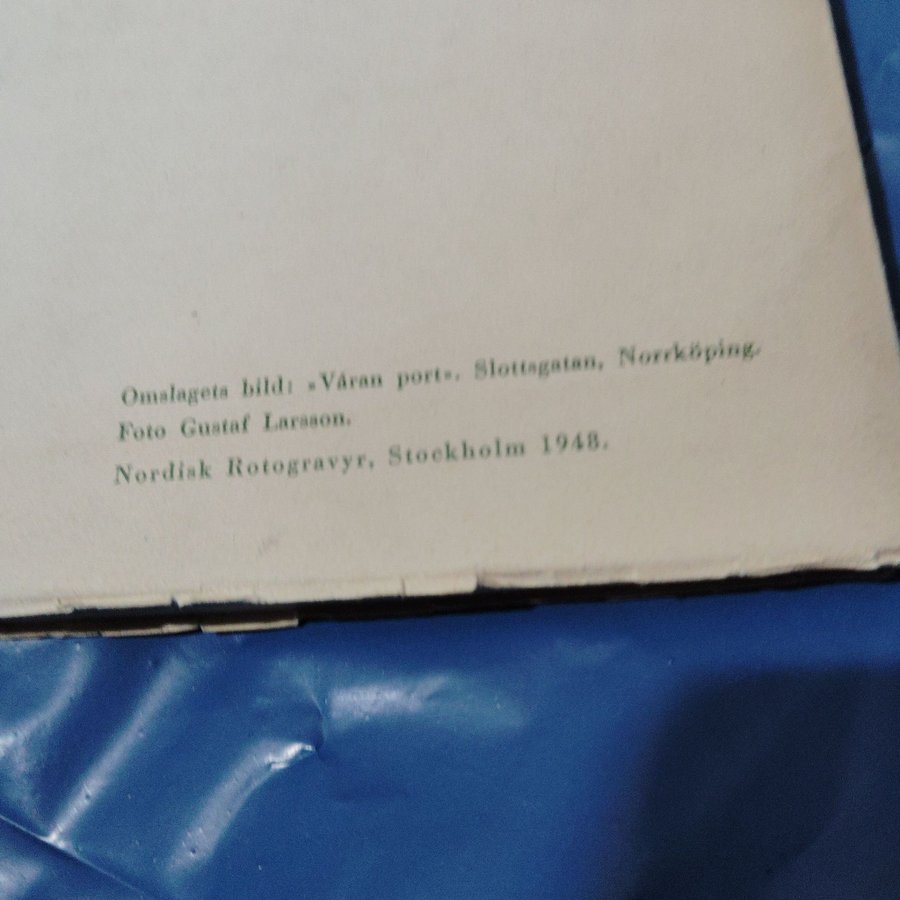 Omslagets bild: »Våran port». Slottsgatan, Norrköping.
Foto Gustaf Larsson.
Nordisk Rotogravyr, Stockholm 1948.